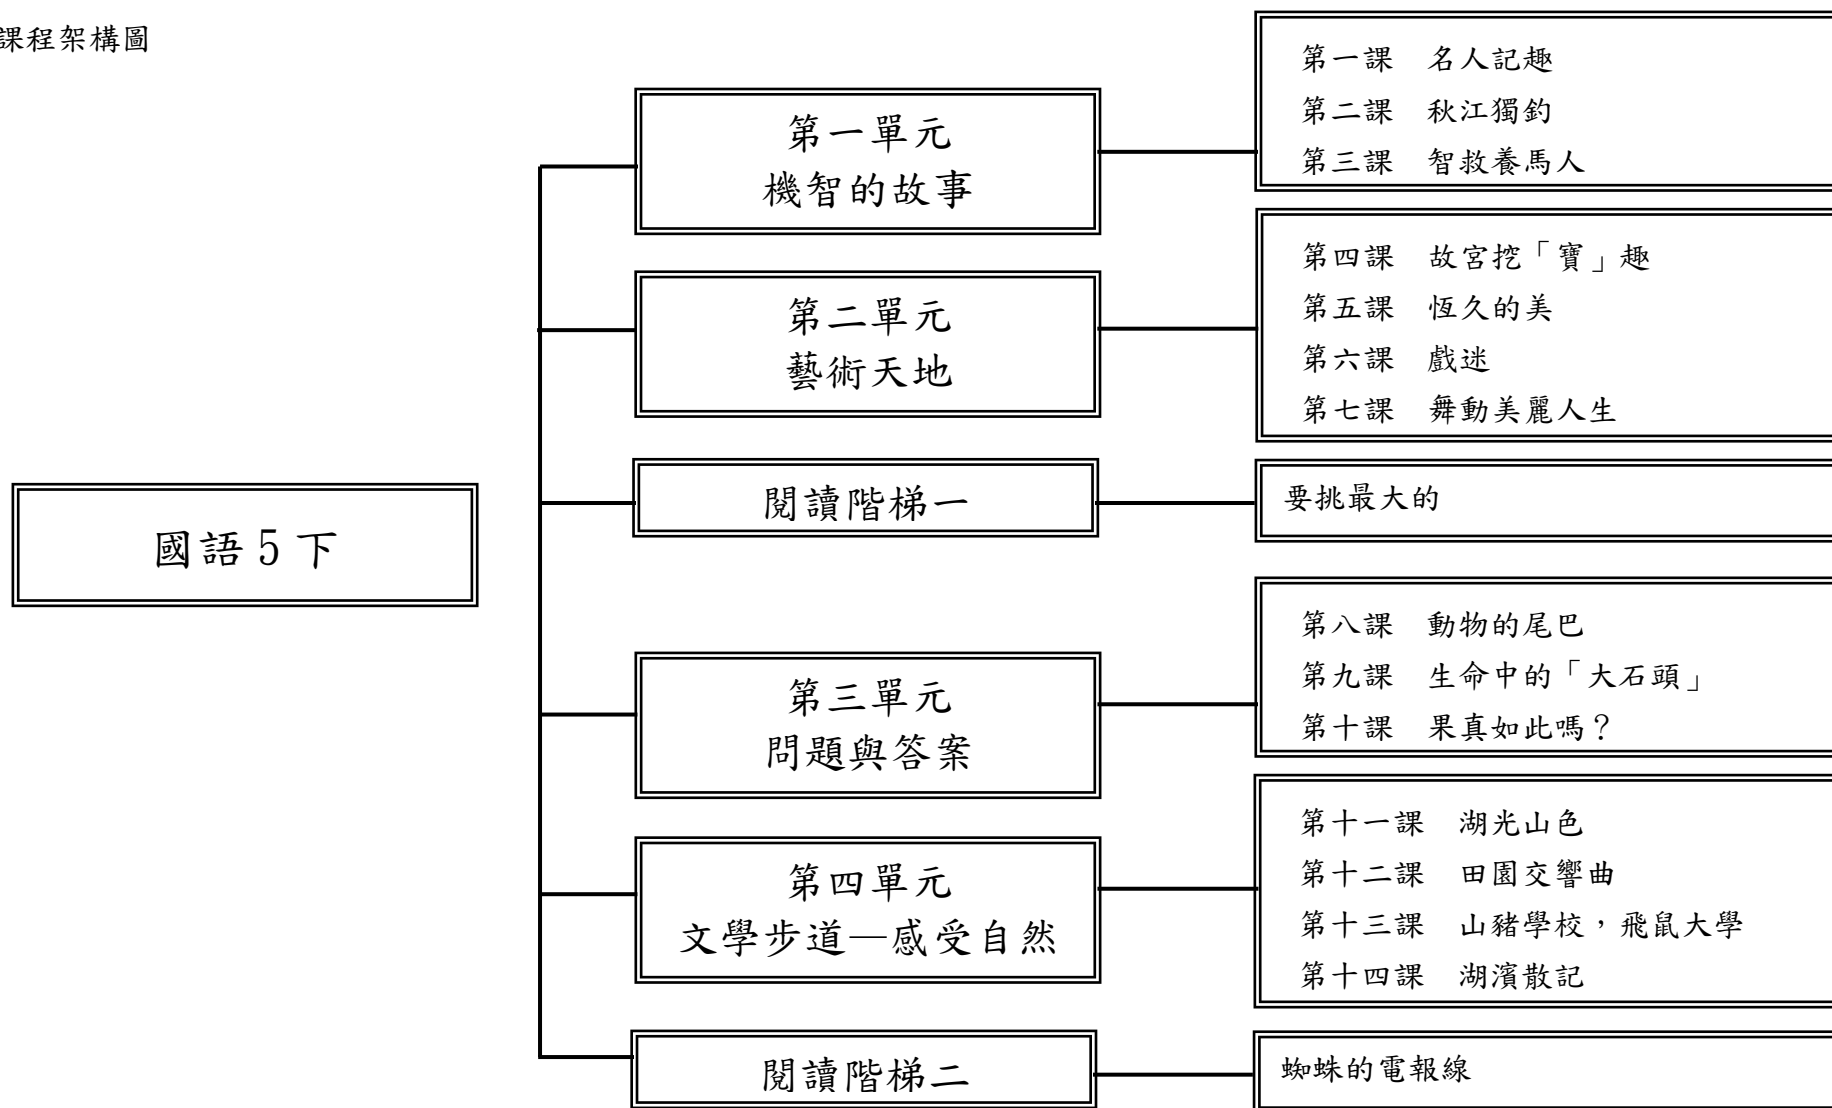 課程架構圖
國語5下
第一單元
機智的故事
第一課　名人記趣
第二課　秋江獨釣
第三課　智救養馬人
第二單元
藝術天地
第四課　故宮挖「寶」趣
第五課　恆久的美
第六課　戲迷
第七課　舞動美麗人生
閱讀階梯一
要挑最大的
第三單元
問題與答案
第八課　動物的尾巴
第九課　生命中的「大石頭」
第十課　果真如此嗎？
第四單元
文學步道—感受自然
第十一課　湖光山色
第十二課　田園交響曲
第十三課　山豬學校，飛鼠大學
第十四課　湖濱散記
閱讀階梯二
蜘蛛的電報線